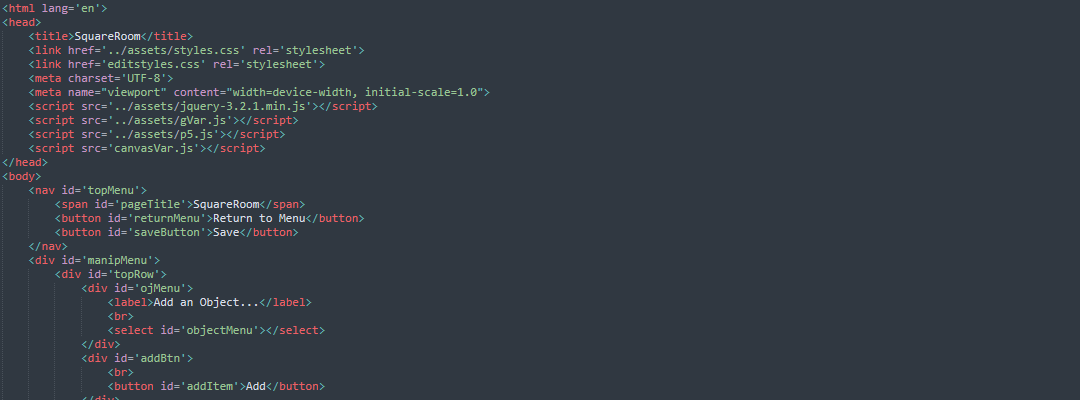 <html lang='en'>
<head>
<title>SquareRoom</title>
<link href='../assets/styles.css' rel='stylesheet'>
<link href='editstyles.css' rel='stylesheet'>
<meta charset='UTF-8'>
<meta name="viewport" content="width=device-width, initial-scale=1.0">
<script src='../assets/jquery-3.2.1.min.js'></script>
<script src='../assets/gVar.js'></script>
<script src='../assets/p5.js'></script>
<script src='canvasVar.js'></script>
</head>
<body>
<nav id='topMenu'>
<span id='pageTitle'>SquareRoom</span>
<button id='returnMenu'>Return to Menu</button>
<button id='saveButton'>Save</button>
</nav>
<div id='manipMenu'>
<div id='topRow'>
<div id='ojMenu'>
<label>Add an Object...</label>
<br>
<select id='objectMenu'></select>
</div>
<div id='addBtn'>
<br>
<button id='addItem'>Add</button>
</div>